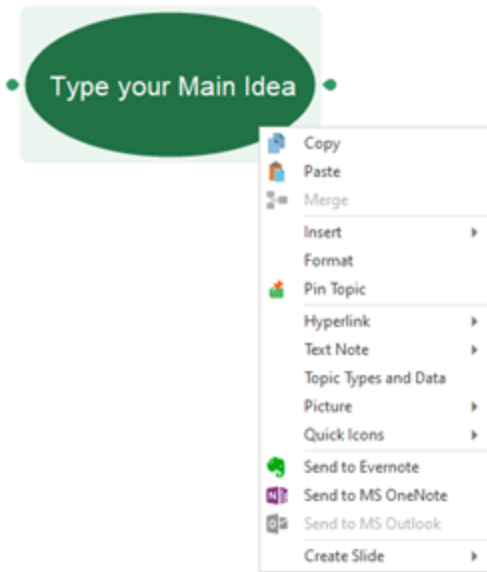 Type your Main Idea
Copy
Paste
Merge
Insert
Format
Pin Topic
Hyperlink
Text Note
Topic Types and Data
Picture
Quick Icons
Send to Evernote
Send to MS OneNote
Send to MS Outlook
Create Slide